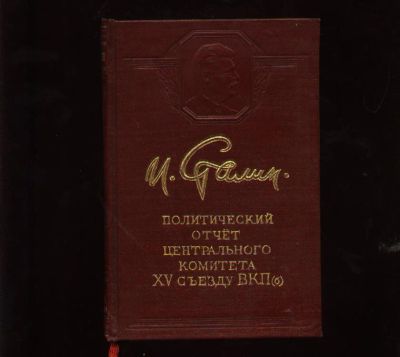 И. Сталин.
ПОЛИТИЧЕСКИЙ
ОТЧЁТ
ЦЕНТРАЛЬНОГО
КОМИТЕТА
XV СЪЕЗДУ ВКП(б)